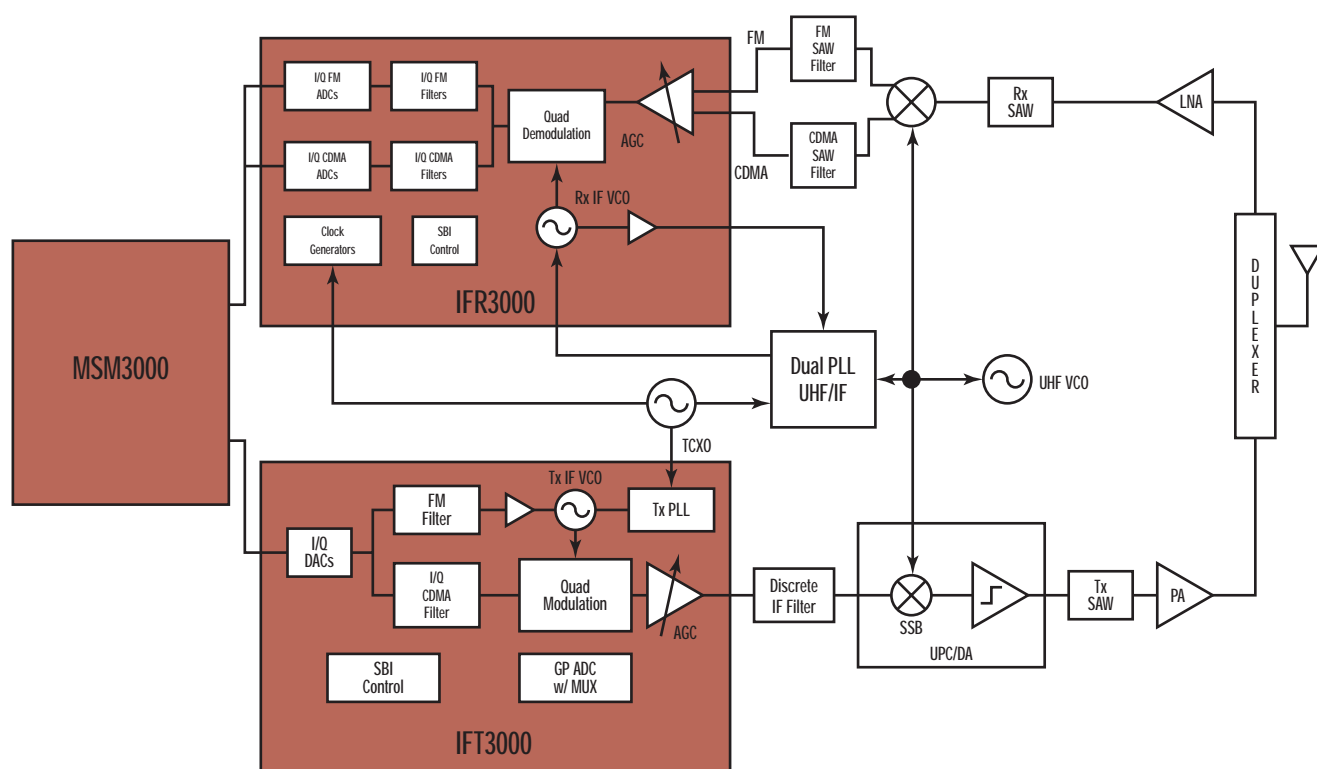 FM
FM
SAW
Filter
I/Q FM
ADCs
I/Q FM
Filters
Quad
Demodulation
AGC
Rx
SAW
LNA
I/Q CDMA
ADCs
I/Q CDMA
Filters
CDMA
SAW
Filter
CDMA
Rx IF VCO
Clock
Generators
SBI
Control
IFR3000
DUPLEXER
MSM3000
Dual PLL
UHF/IF
UHF VCO
TCXO
Tx IF VCO
FM
Filter
Tx PLL
I/Q
DACs
I/Q
CDMA
Filter
Quad
Modulation
AGC
Discrete
IF Filter
SSB
UPC/DA
Tx
SAW
PA
SBI
Control
GP ADC
w/ MUX
IFT3000